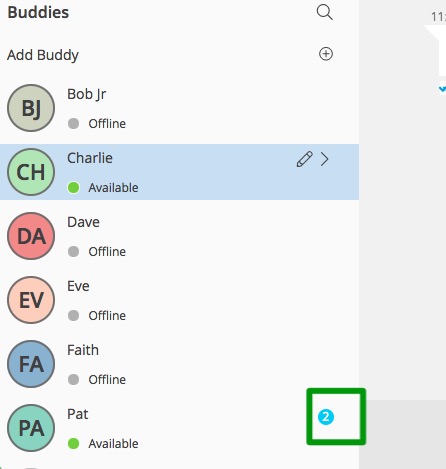 Buddies
11:
Add Buddy
BJ
Bob Jr
Offline
CH
Charlie
Available
DA
Dave
Offline
EV
Eve
Offline
FA
Faith
Offline
PA
Pat
2
Available